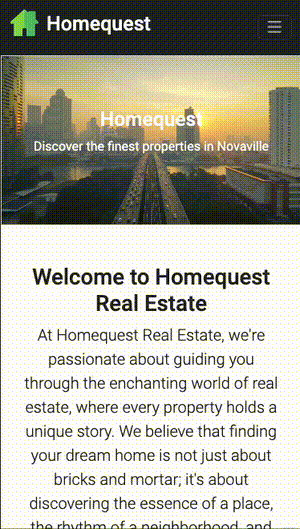 Homequest
Homequest
Discover the finest properties in Novaville
Welcome to Homequest
Real Estate
At Homequest Real Estate, we're
passionate about guiding you
through the enchanting world of real
estate, where every property holds a
unique story. We believe that finding
your dream home is not just about
bricks and mortar; it's about
discovering the essence of a place,
the rhythm of a neighborhood, and